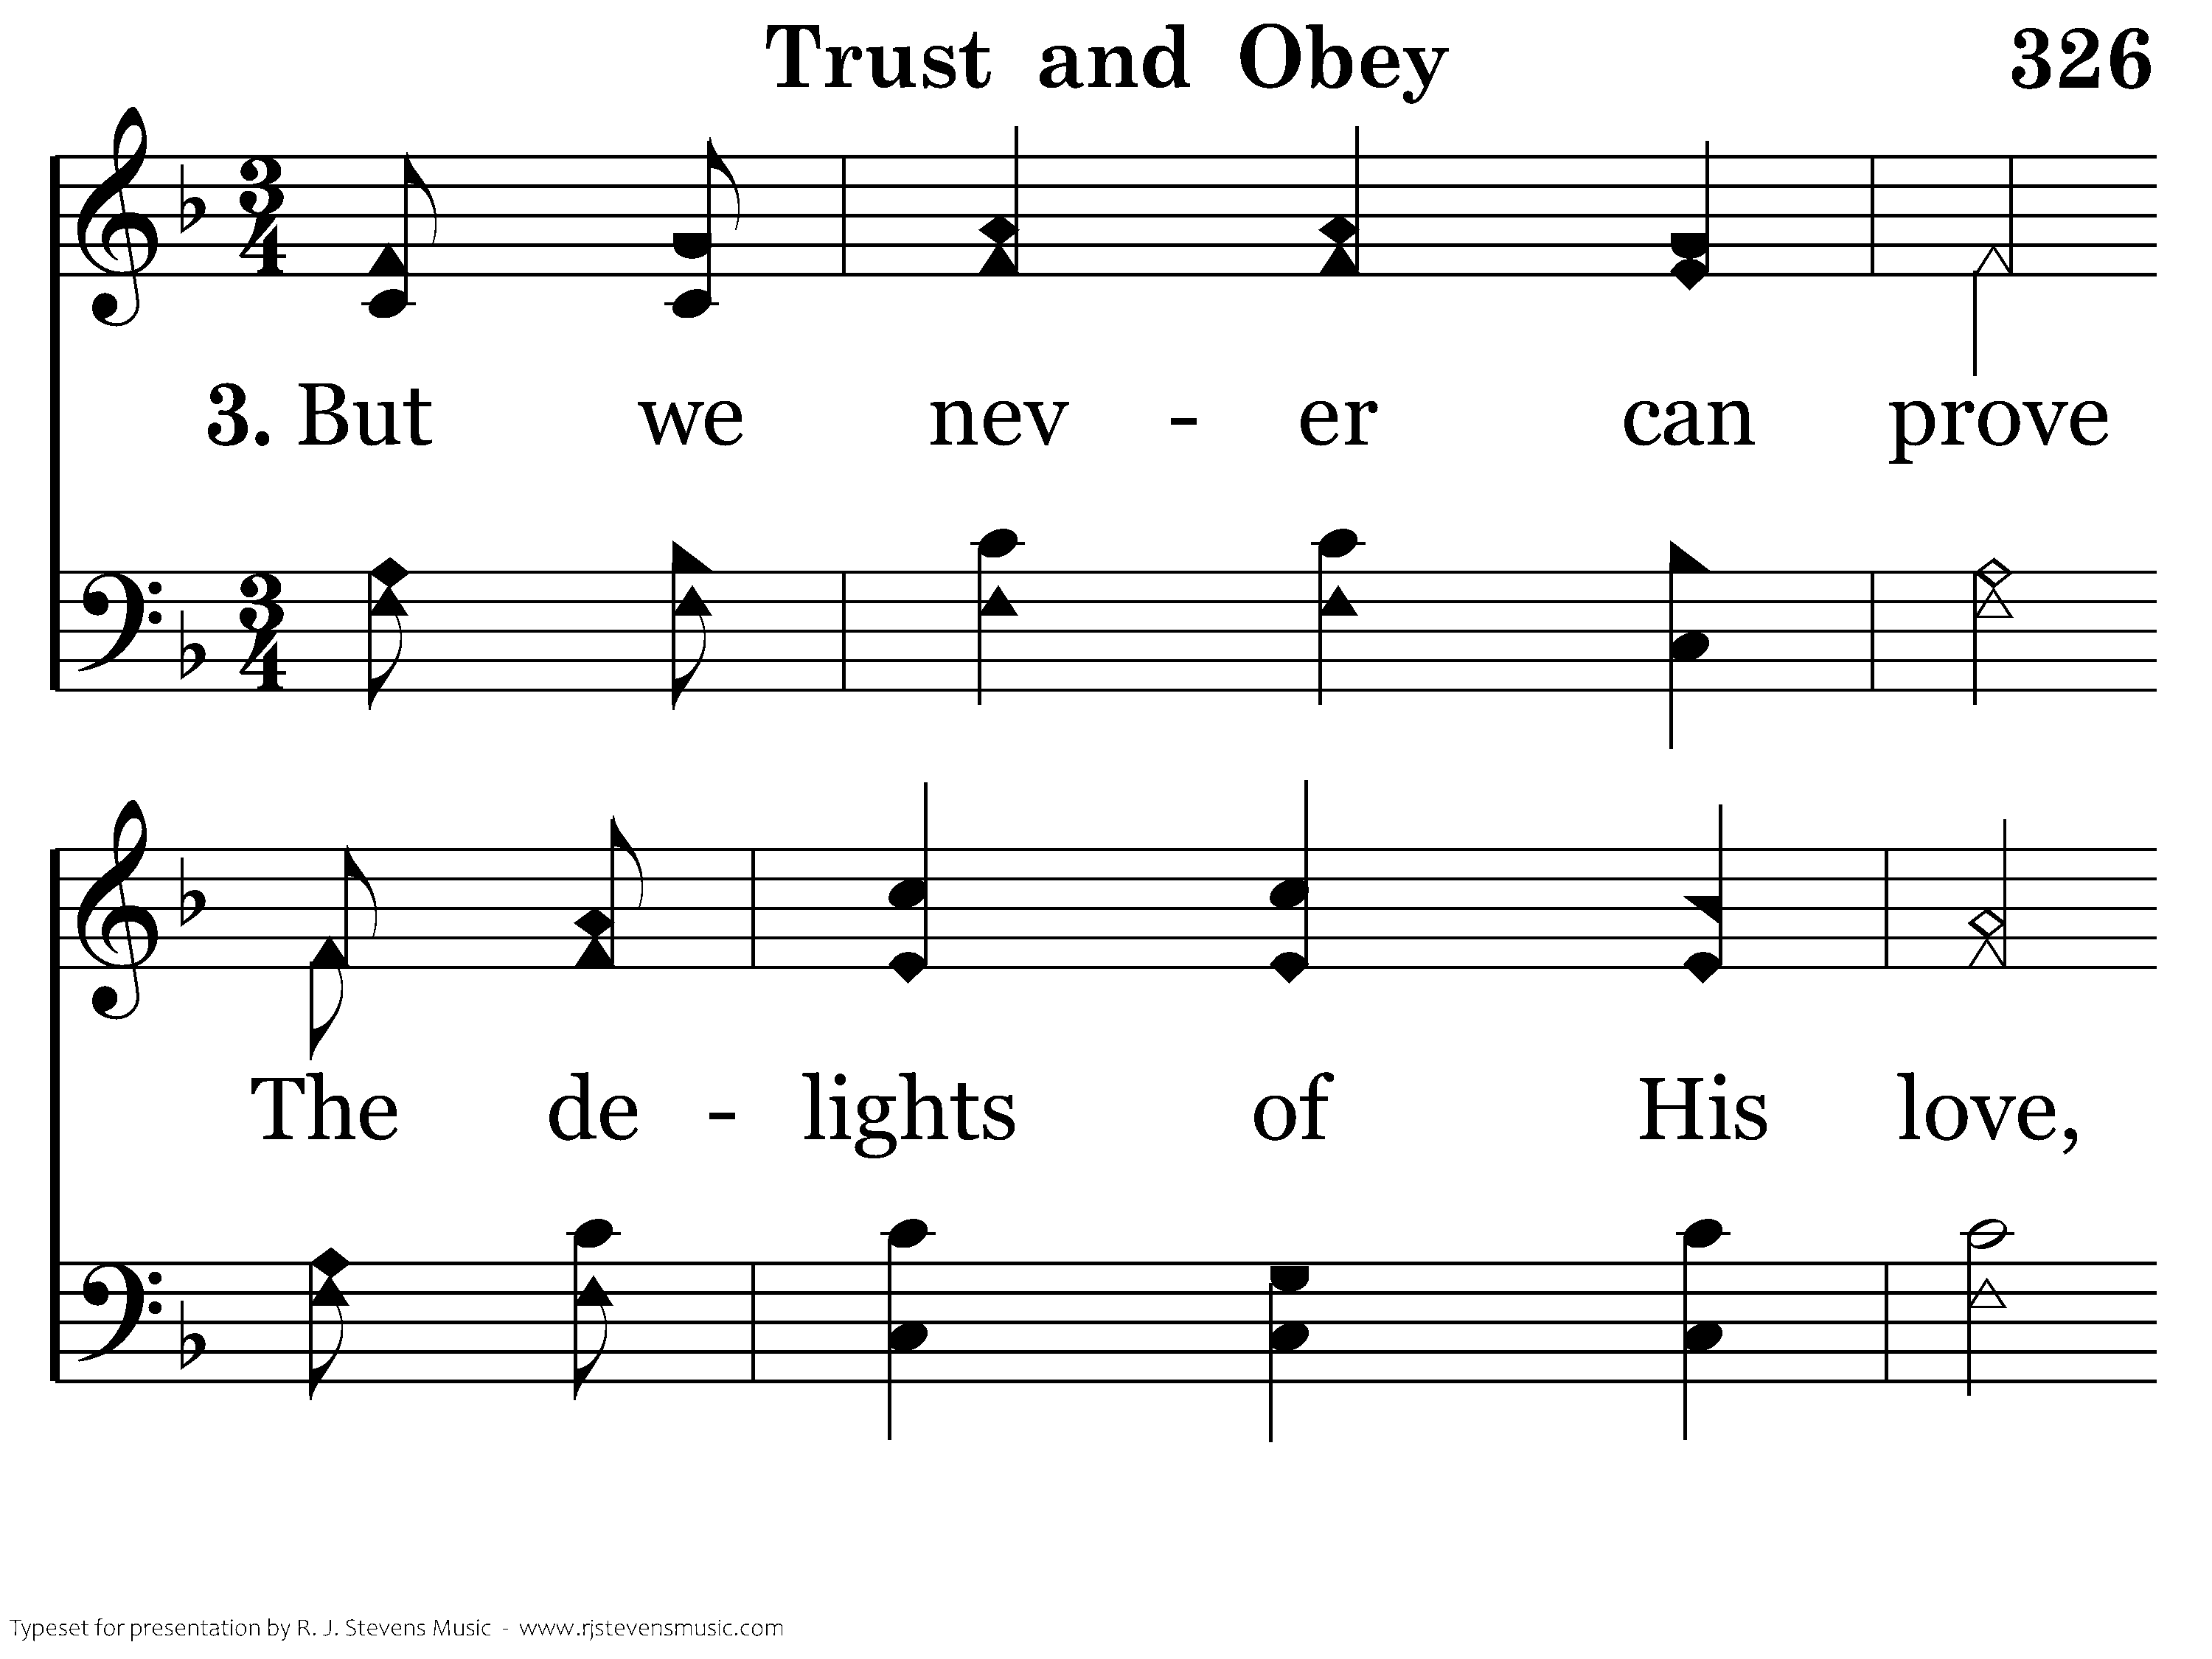 Trust and Obey 326
3. But we nev - er can prove
The de - lights of His love,
Typeset for presentation by R. J. Stevens Music - www.rjstevensmusic.com